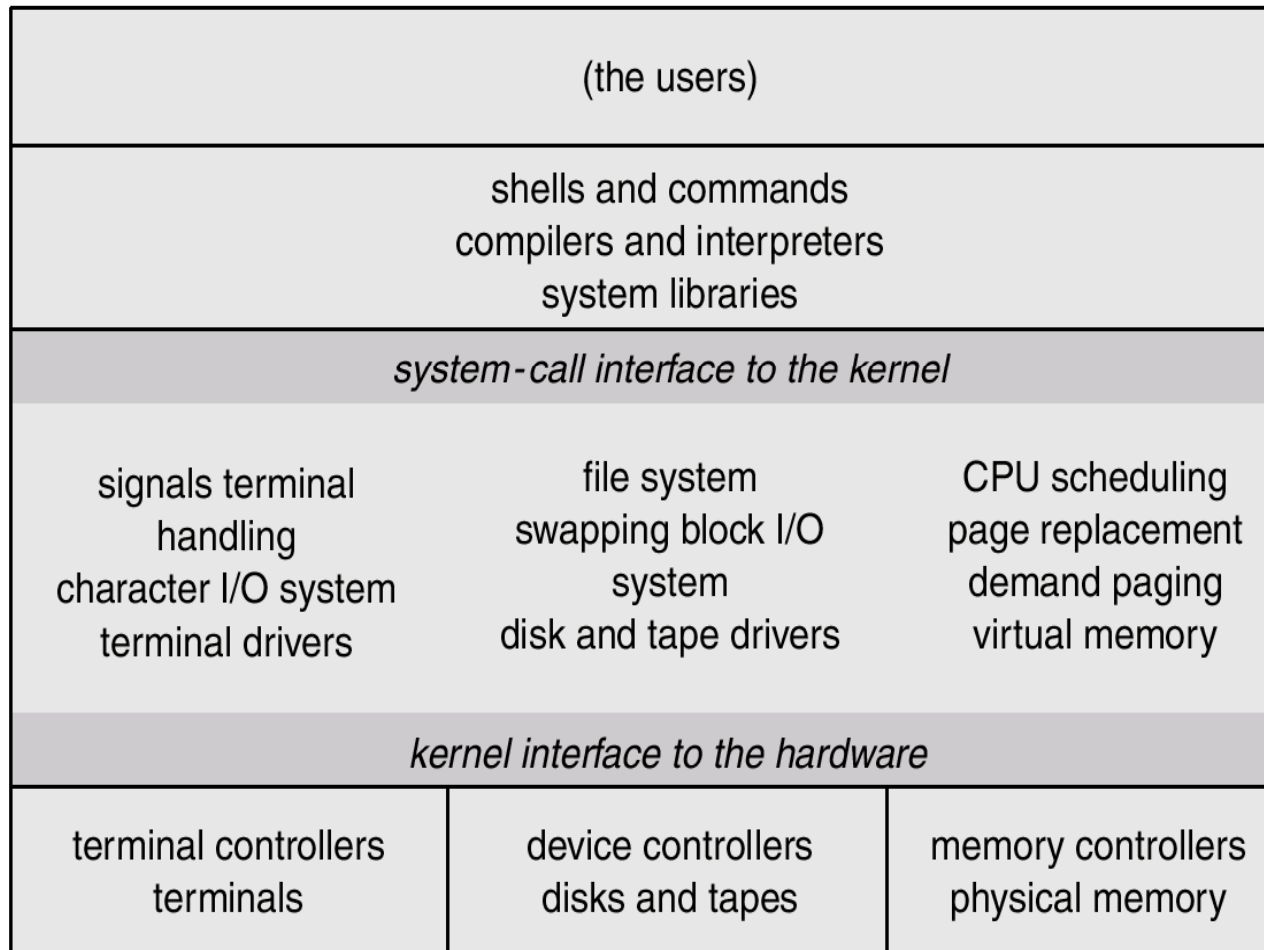 (the users)
shells and commands
compilers and interpreters
system libraries
system-call interface to the kernel
signals terminal
handling
character I/O system
terminal drivers
file system
swapping block I/O
system
disk and tape drivers
CPU scheduling
page replacement
demand paging
virtual memory
kernel interface to the hardware
terminal controllers
terminals
device controllers
disks and tapes
memory controllers
physical memory